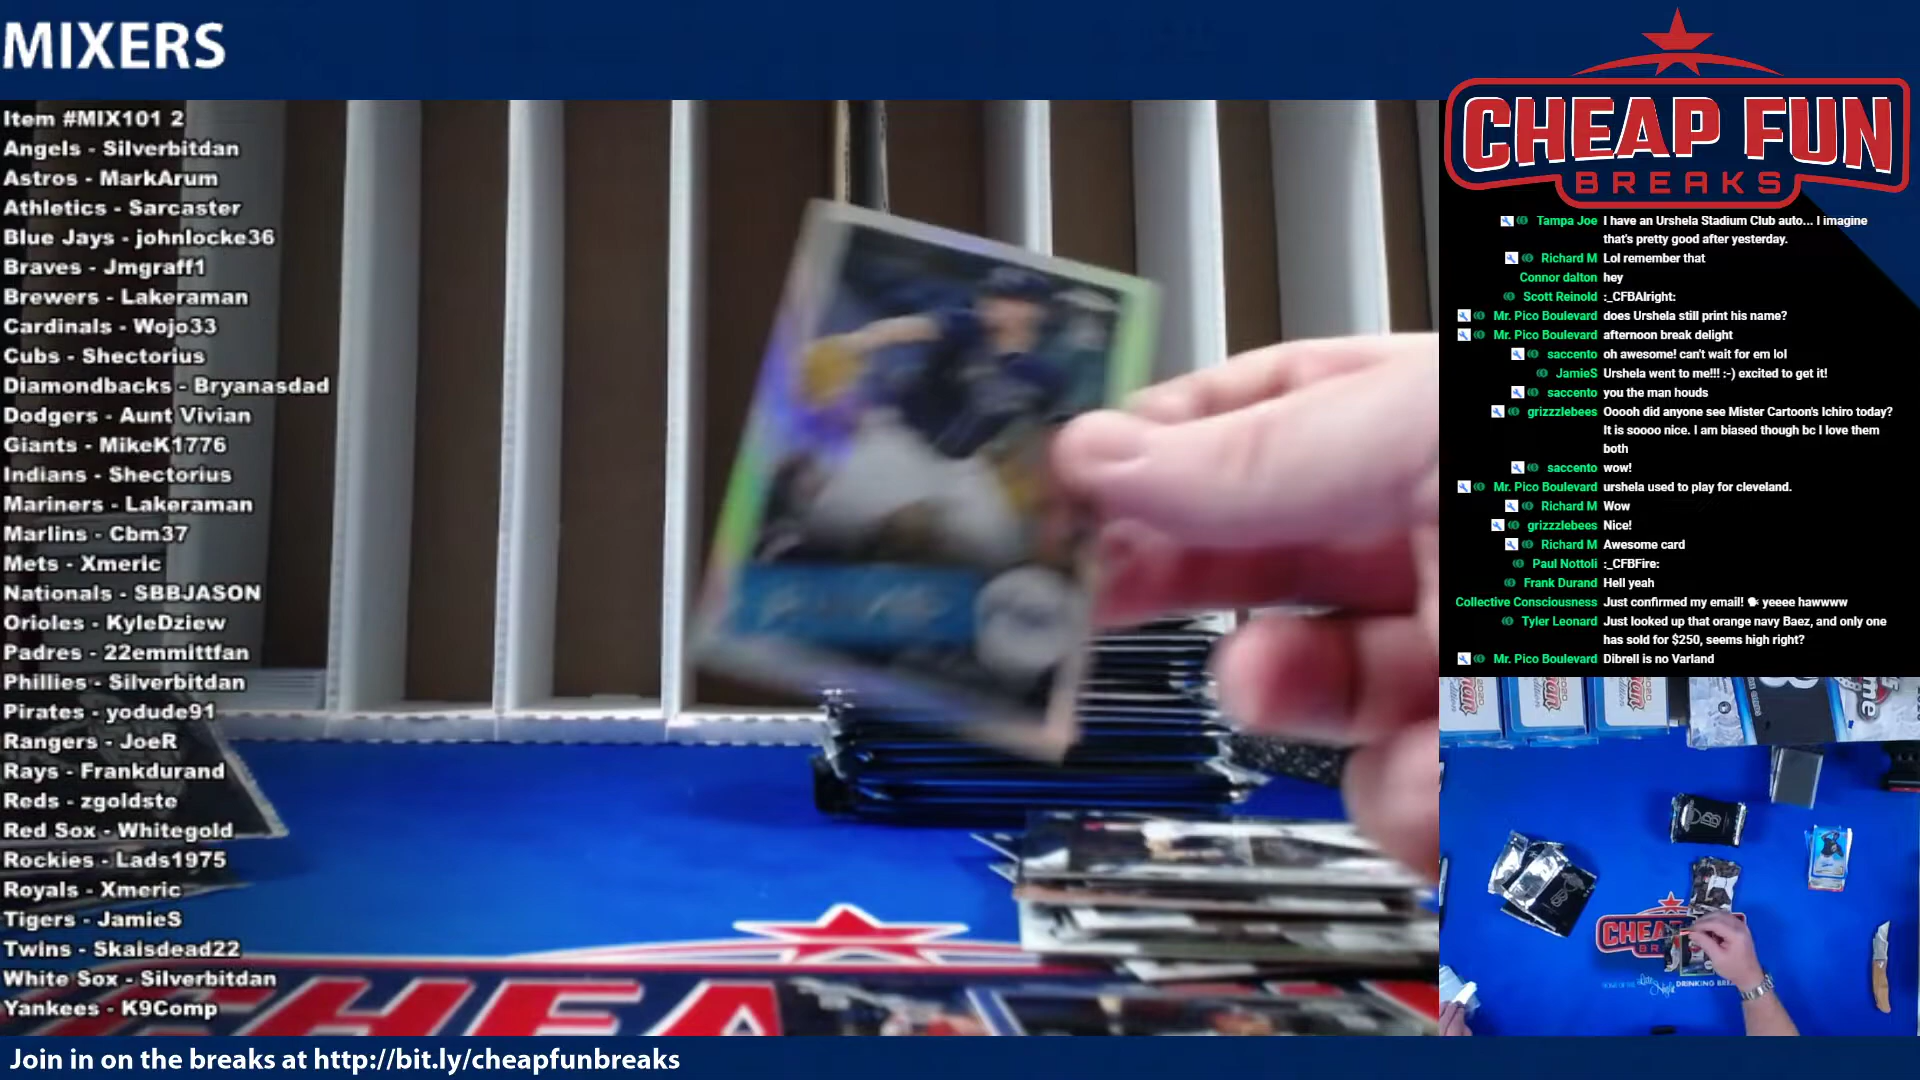 MIXERS
Item #MIX101 2
Angels - Silverbitdan
Astros - MarkArum
Athletics - Sarcaster
Blue Jays - johnlocke36
Braves - Jmgraff1
Brewers - Lakeraman
Cardinals - Wojo33
Cubs - Shectorius
Diamondbacks - Bryanasdad
Dodgers - Aunt Vivian
Giants - MikeK1776
Indians - Shectorius
Mariners - Lakeraman
Marlins - Cbm37
Mets - Xmeric
Nationals - SBBJASON
Orioles - KyleDziew
Padres - 22emmittfan
Phillies - Silverbitdan
Pirates - yodude91
Rangers - JoeR
Rays - Frankdurand
Reds - zgoldste
Red Sox - Whitegold
Rockies - Lads1975
Royals - Xmeric
Tigers - JamieS
Twins - Skalsdead22
White Sox - Silverbitdan
Yankees - K9Comp
CHEAP FUN
BREAKS
Tampa Joe I have an Urshela Stadium Club auto... I imagine
that's pretty good after yesterday.
Richard M Lol remember that
Connor dalton hey
Scott Reinold :_CFBAlright:
Mr. Pico Boulevard does Urshela still print his name?
Mr. Pico Boulevard afternoon break delight
saccento oh awesome! can't wait for em lol
JamieS Urshela went to me!!! :-) excited to get it!
saccento you the man houds
grizzzlebees Ooooh did anyone see Mister Cartoon's Ichiro today?
It is soooo nice. I am biased though bc I love them
both
saccento wow!
Mr. Pico Boulevard urshela used to play for cleveland.
Richard M Wow
grizzzlebees Nice!
Richard M Awesome card
Paul Nottoli :_CFBFire:
Frank Durand Hell yeah
Collective Consciousness Just confirmed my email! 🗣 yeeee hawwww
Tyler Leonard Just looked up that orange navy Baez, and only one
has sold for $250, seems high right?
Mr. Pico Boulevard Dibrell is no Varland
CHEA
DRINKING BRE
Join in on the breaks at http://bit.ly/cheapfunbreaks